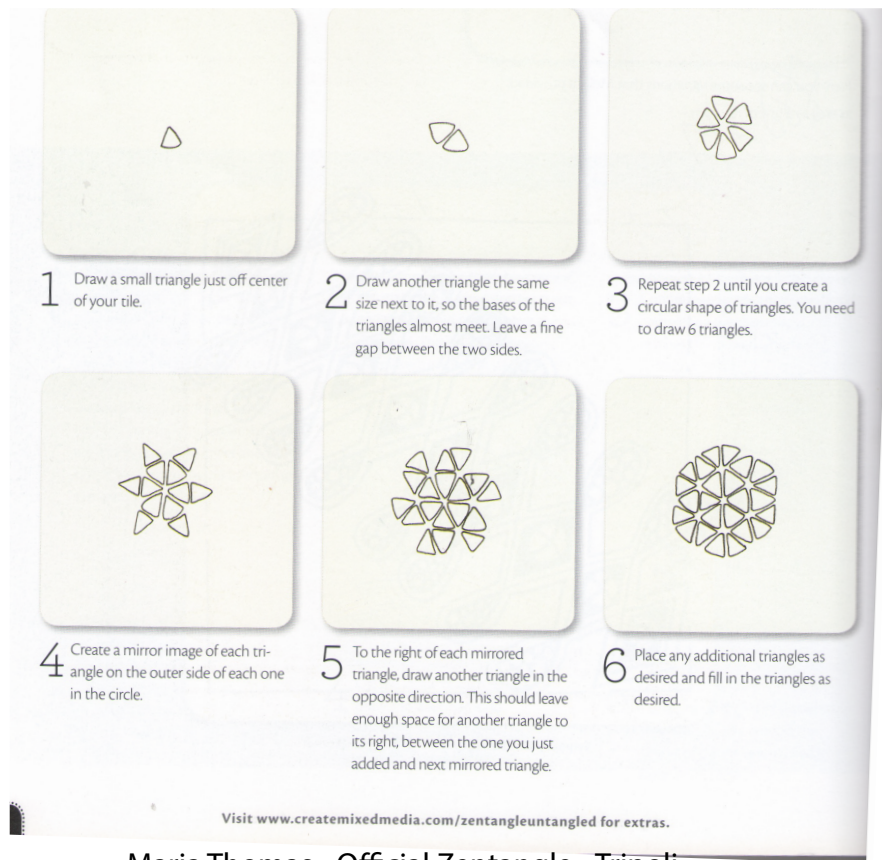 1 Draw a small triangle just off center
of your tile.
2 Draw another triangle the same
size next to it, so the bases of the
triangles almost meet. Leave a fine
gap between the two sides.
3 Repeat step 2 until you create a
circular shape of triangles. You need
to draw 6 triangles.
4 Create a mirror image of each tri-
angle on the outer side of each one
in the circle.
5 To the right of each mirrored
triangle, draw another triangle in the
opposite direction. This should leave
enough space for another triangle to
its right, between the one you just
added and next mirrored triangle.
6 Place any additional triangles as
desired and fill in the triangles as
desired.
Visit www.createmixedmedia.com/zentangleuntangled for extras.
Maria Thomas - Official Zentangle - Tripoli